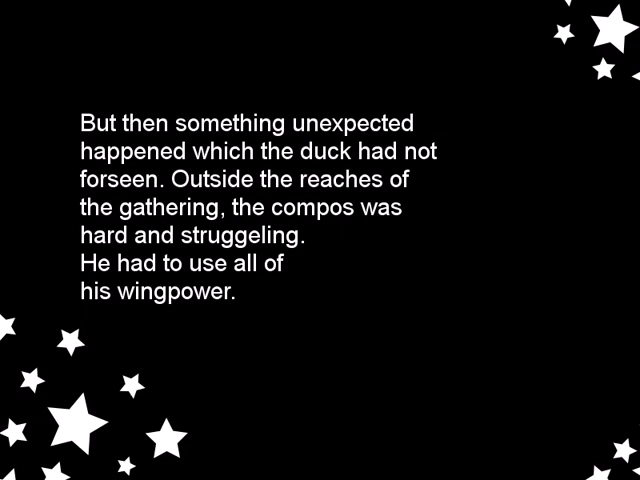 But then something unexpected
happened which the duck had not
forseen. Outside the reaches of
the gathering, the compos was
hard and struggeling.
He had to use all of
his wingpower.